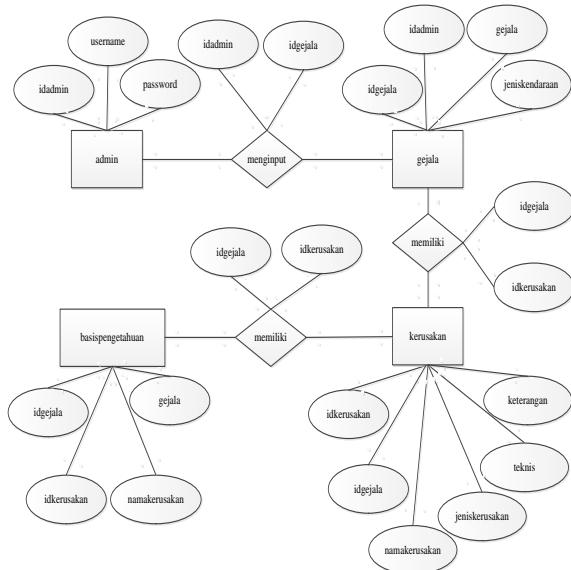 username
idadmin
password
idadmin
idgejala
idadmin
gejala
idgejala
jeniskendaraan
admin
menginput
gejala
memiliki
idgejala
idkerusakan
idgejala
idkerusakan
basispengetahuan
memiliki
kerusakan
idgejala
gejala
idkerusakan
namakerusakan
idkerusakan
keterangan
idgejala
teknis
jeniskerusakan
namakerusakan